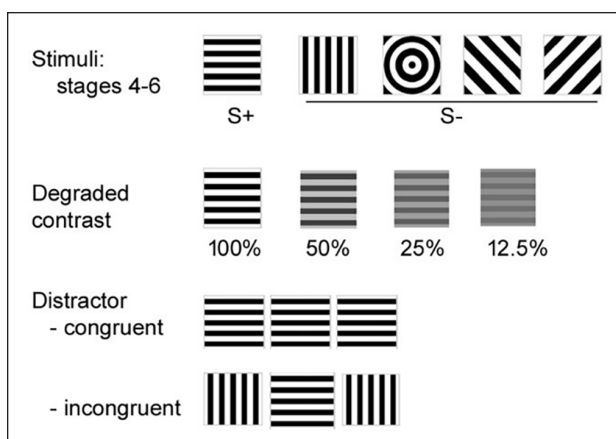 Stimuli:
stages 4-6
S+ S-
Degraded
contrast
100% 50% 25% 12.5%
Distractor
- congruent
- incongruent